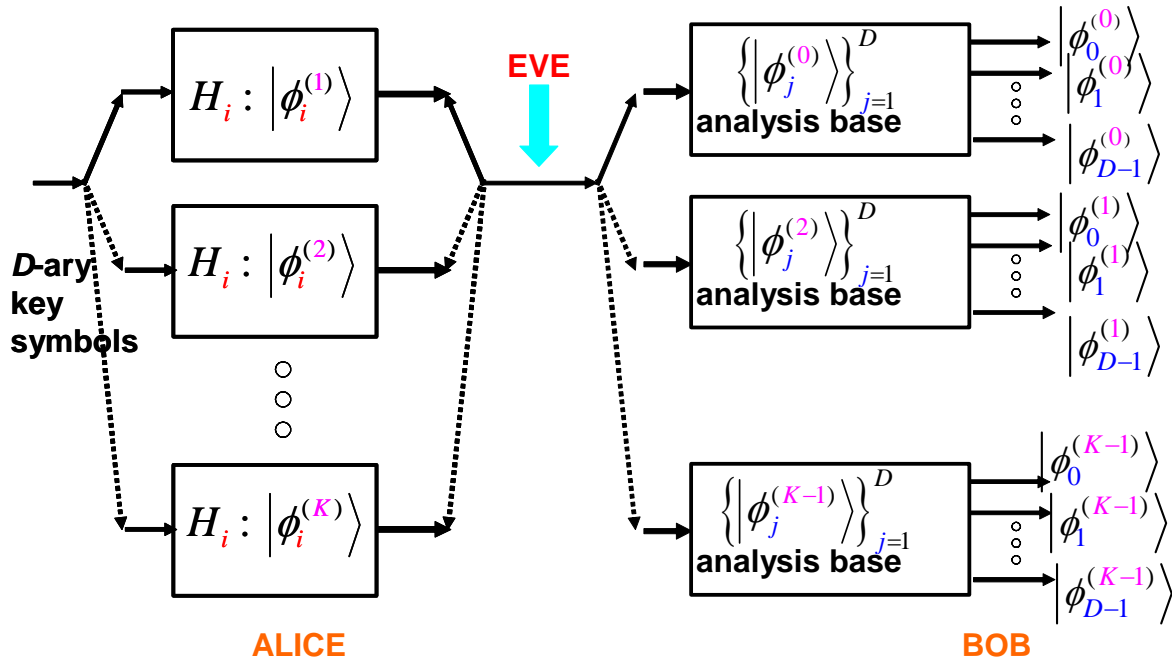 H_i : |ϕ_i^(1)⟩
EVE
{|ϕ_j^(0)⟩}_{j=1}^D
analysis base
|ϕ_0^(0)⟩
|ϕ_1^(0)⟩
|ϕ_{D−1}^(0)⟩
D-ary
key
symbols
H_i : |ϕ_i^(2)⟩
{|ϕ_j^(2)⟩}_{j=1}^D
analysis base
|ϕ_0^(1)⟩
|ϕ_1^(1)⟩
|ϕ_{D−1}^(1)⟩
H_i : |ϕ_i^(K)⟩
{|ϕ_j^(K−1)⟩}_{j=1}^D
analysis base
|ϕ_0^(K−1)⟩
|ϕ_1^(K−1)⟩
|ϕ_{D−1}^(K−1)⟩
ALICE
BOB